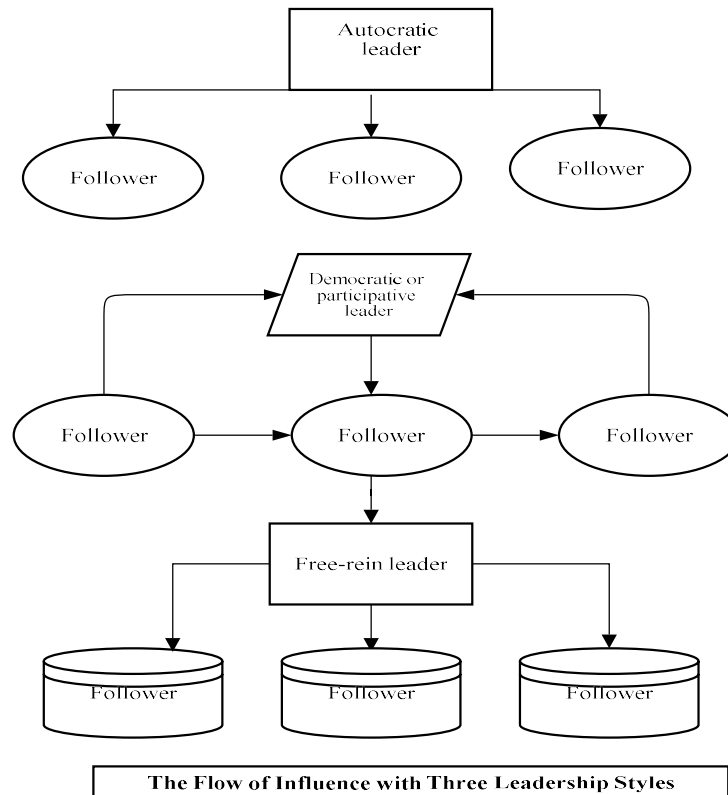 Autocratic
leader
Follower
Follower
Follower
Democratic or
participative
leader
Follower
Follower
Follower
Free-rein leader
Follower
Follower
Follower
The Flow of Influence with Three Leadership Styles